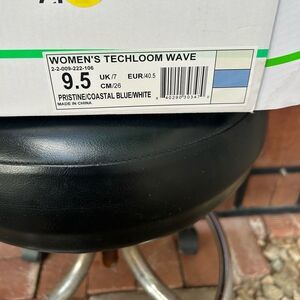 WOMEN'S TECHLOOM WAVE
2-2-009-222-106
9.5 UK/7 EUR/40.5
CM/26
PRISTINE/COASTAL BLUE/WHITE
MADE IN CHINA